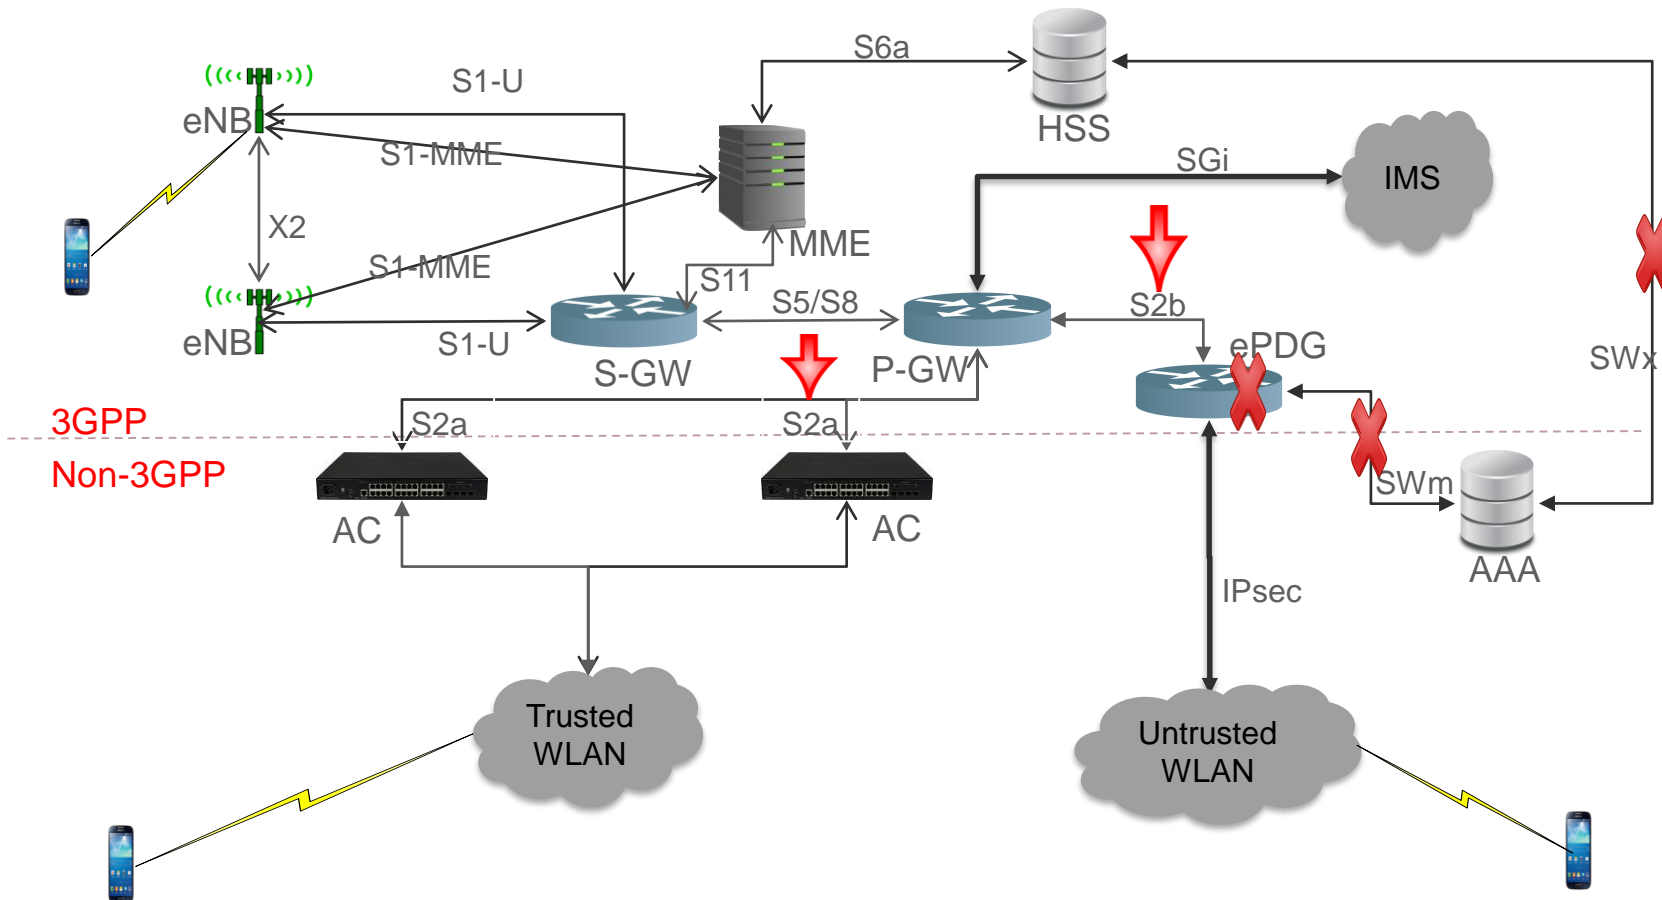 S6a
S1-U
eNB
HSS
S1-MME
SGi
IMS
X2
MME
S1-MME
S11
S5/S8
S2b
eNB
S1-U
ePDG
S-GW
P-GW
SWx
3GPP
S2a
S2a
Non-3GPP
SWm
AC
AC
AAA
IPsec
Trusted
WLAN
Untrusted
WLAN